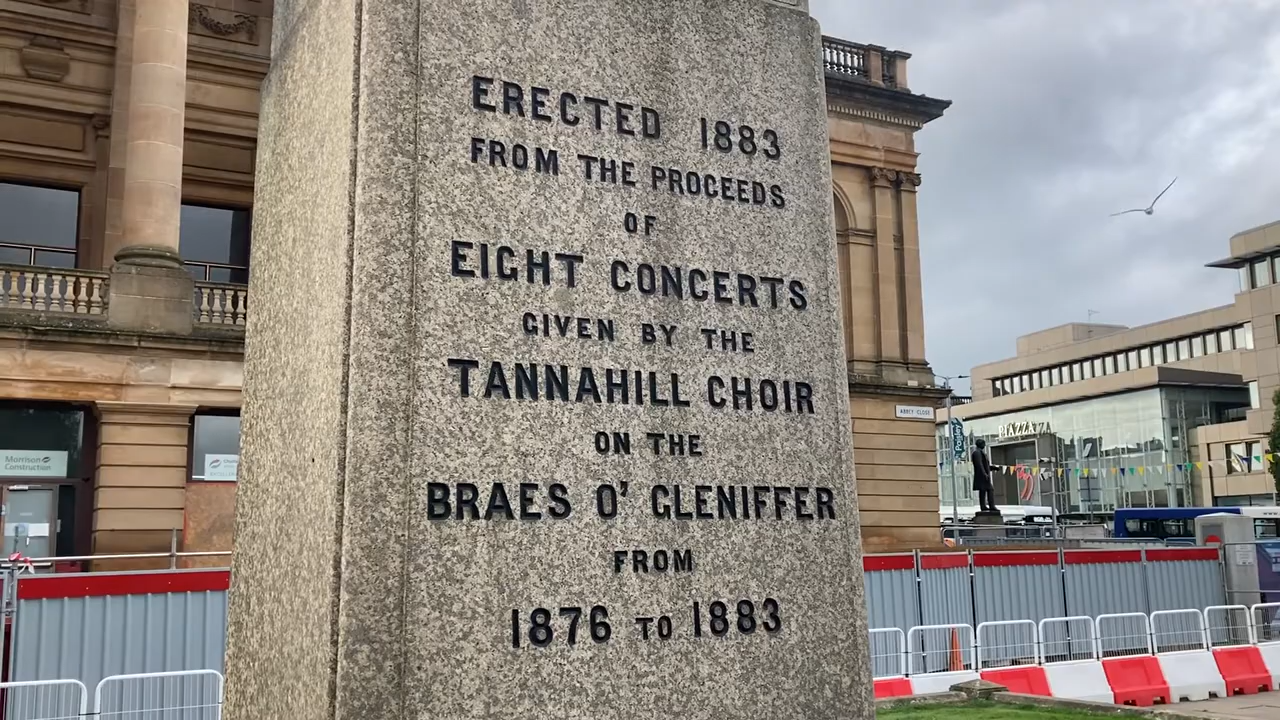 ERECTED 1883
FROM THE PROCEEDS
OF
EIGHT CONCERTS
GIVEN BY THE
TANNAHILL CHOIR
ON THE
BRAES O' GLENIFFER
FROM
1876 TO 1883
ABBEY CLOSE
Paisley
PIAZZA
Morrison
Construction